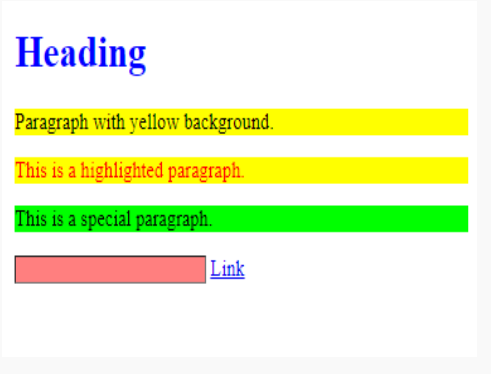 Heading
Paragraph with yellow background.
This is a highlighted paragraph.
This is a special paragraph.
Link